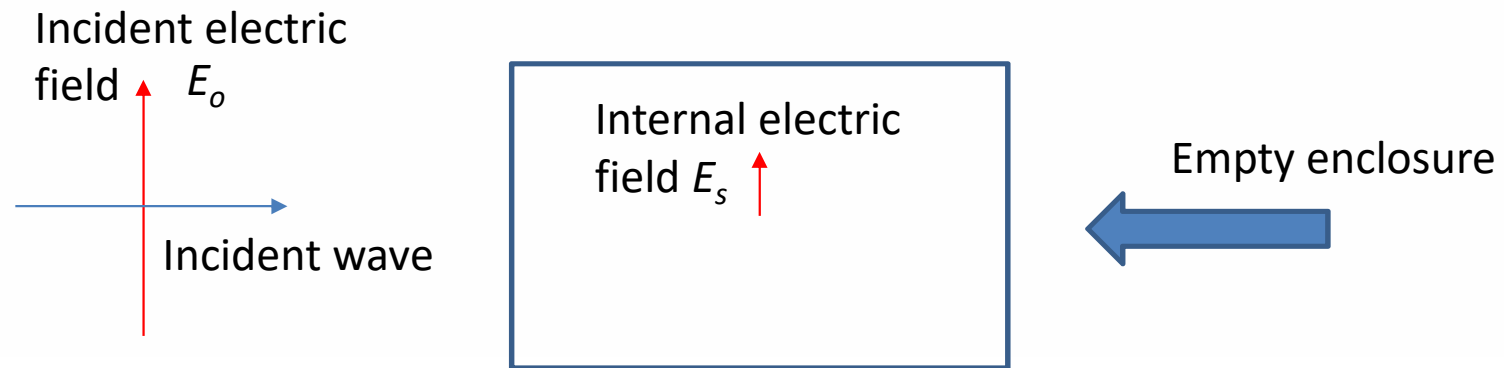 Incident electric
field E_o
Incident wave
Internal electric
field E_s
Empty enclosure